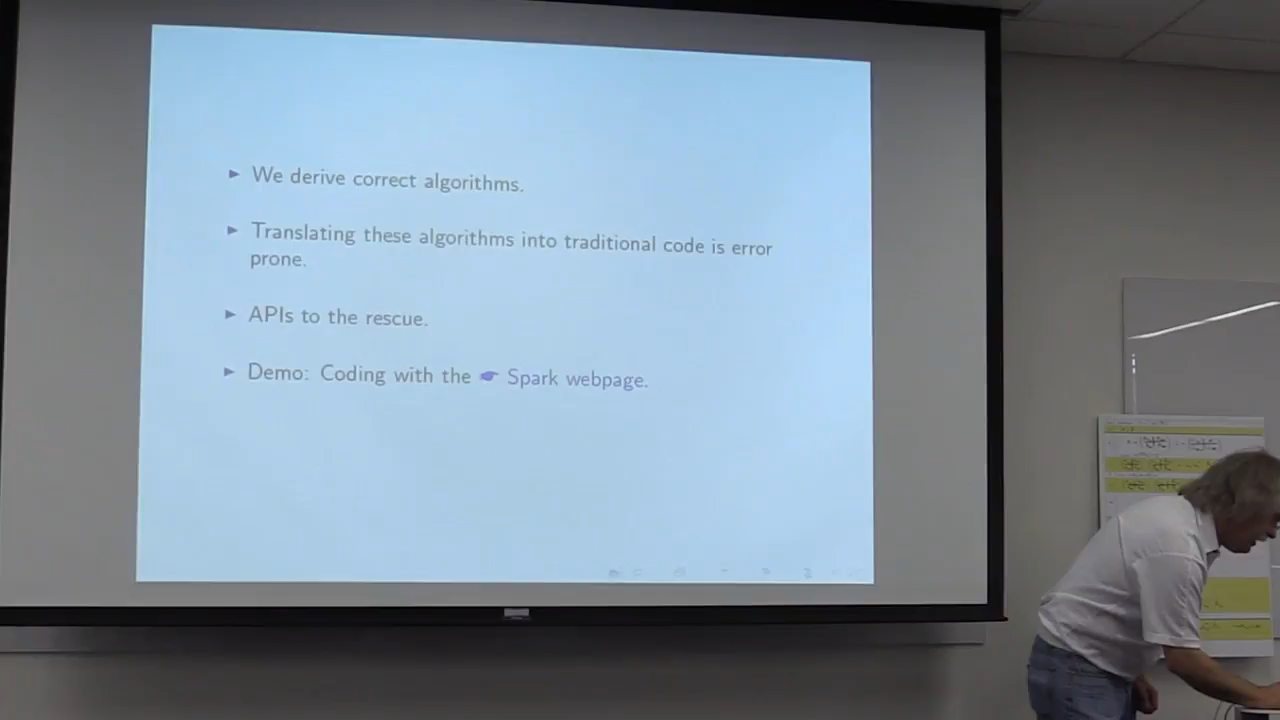 ► We derive correct algorithms.
► Translating these algorithms into traditional code is error
prone.
► APIs to the rescue.
► Demo: Coding with the ☛ Spark webpage.